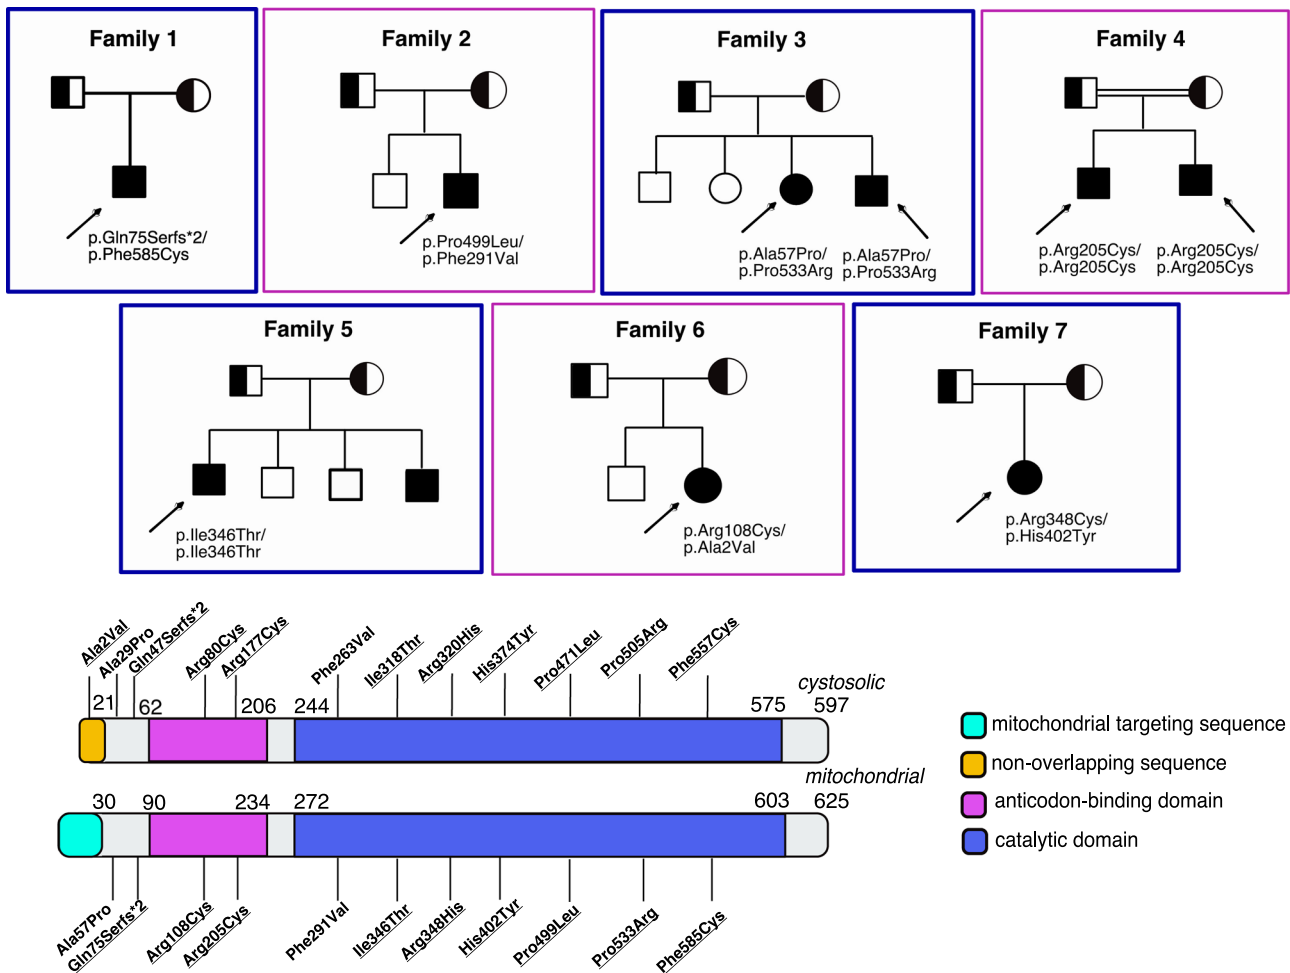 Family 1
p.Gln75Serfs*2/
p.Phe585Cys
Family 2
p.Pro499Leu/
p.Phe291Val
Family 3
p.Ala57Pro/
p.Pro533Arg
p.Ala57Pro/
p.Pro533Arg
Family 4
p.Arg205Cys/
p.Arg205Cys
p.Arg205Cys/
p.Arg205Cys
Family 5
p.Ile346Thr/
p.Ile346Thr
Family 6
p.Arg108Cys/
p.Ala2Val
Family 7
p.Arg348Cys/
p.His402Tyr
Ala2Val
Ala29Pro
Gln47Serfs*2
Arg80Cys
Arg177Cys
Phe263Val
Ile318Thr
Arg320His
His374Tyr
Pro471Leu
Pro505Arg
Phe557Cys
21 62 206 244 575 597
cystosolic
mitochondrial
30 90 234 272 603 625
Ala57Pro
Gln75Serfs*2
Arg108Cys
Arg205Cys
Phe291Val
Ile346Thr
Arg348His
His402Tyr
Pro499Leu
Pro533Arg
Phe585Cys
mitochondrial targeting sequence
non-overlapping sequence
anticodon-binding domain
catalytic domain